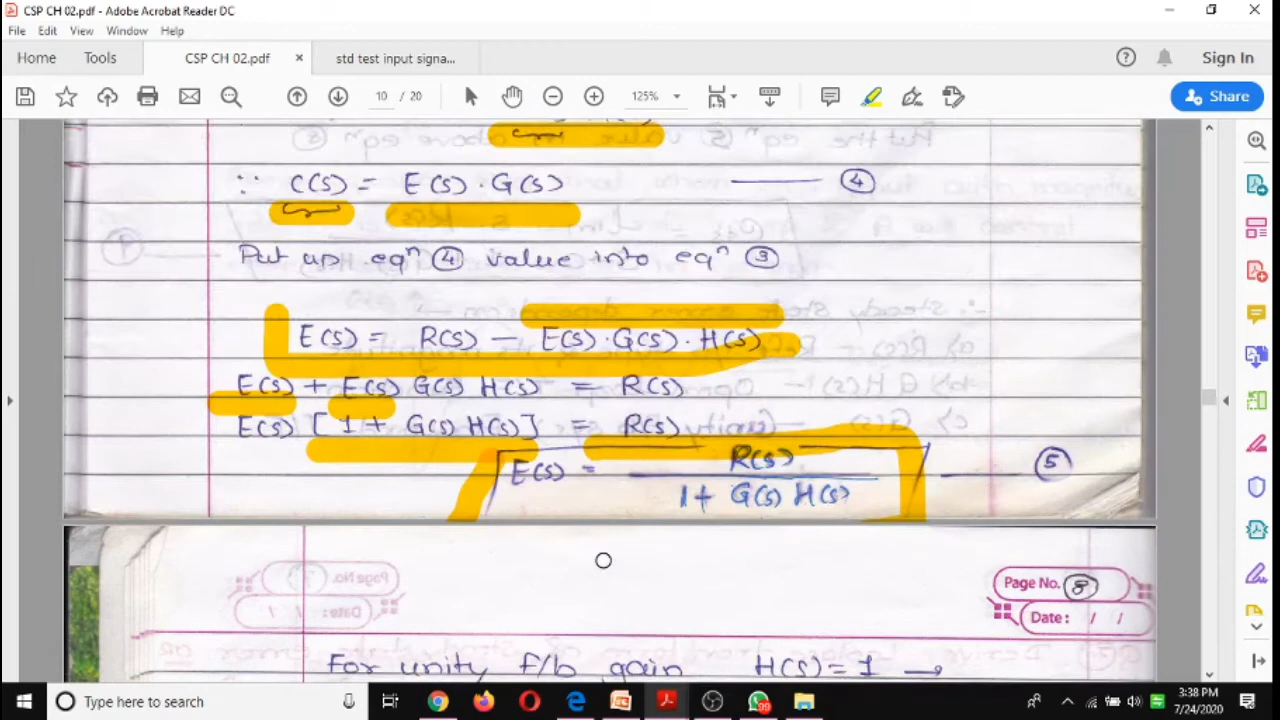 CSP CH 02.pdf - Adobe Acrobat Reader DC
File Edit View Window Help
Home Tools CSP CH 02.pdf × std test input signa... Sign In
10 / 20 125% Share
∵ C(s) = E(s) · G(s) —— ④
Put up eqⁿ ④ value into eqⁿ ③
E(s) = R(s) − E(s) · G(s) · H(s)
E(s) + E(s) G(s) H(s) = R(s)
E(s) [1 + G(s) H(s)] = R(s)
E(s) = R(s) / 1 + G(s) H(s) —— ⑤
Page No. 8
Date: / /
For unity f/b gain H(s) = 1 →
Type here to search
99
3:38 PM
7/24/2020